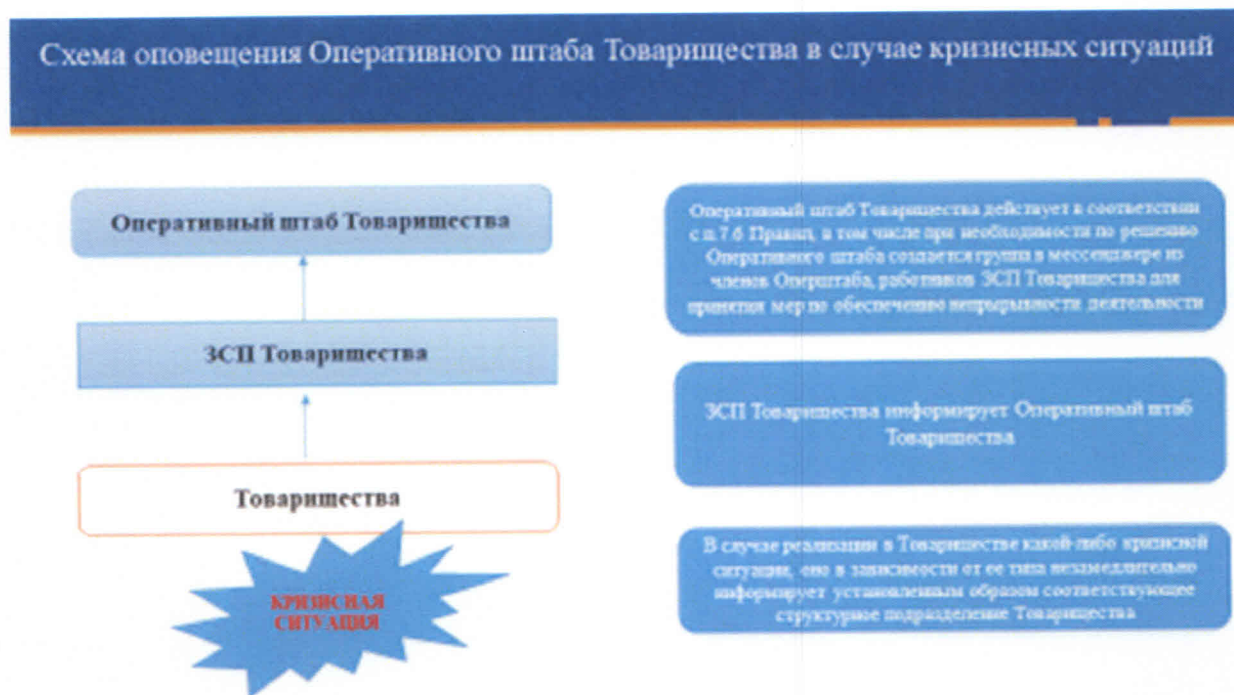 Схема оповещения Оперативного штаба Товарищества в случае кризисных ситуаций
Оперативный штаб Товарищества
ЗСП Товарищества
Товарищества
КРИЗИСНАЯ
СИТУАЦИЯ
Оперативный штаб Товарищества действует в соответствии
с п.7.6 Правил, в том числе при необходимости по решению
Оперативного штаба создается группа в мессенджере из
членов Оперштаба, работников ЗСП Товарищества для
принятия мер по обеспечению непрырывности деятельности
ЗСП Товарищества информирует Оперативный штаб
Товарищества
В случае реализации в Товариществе какой-либо кризисной
ситуации, оно в зависимости от ее типа незамедлительно
информирует установленным образом соответствующее
структурное подразделение Товарищества